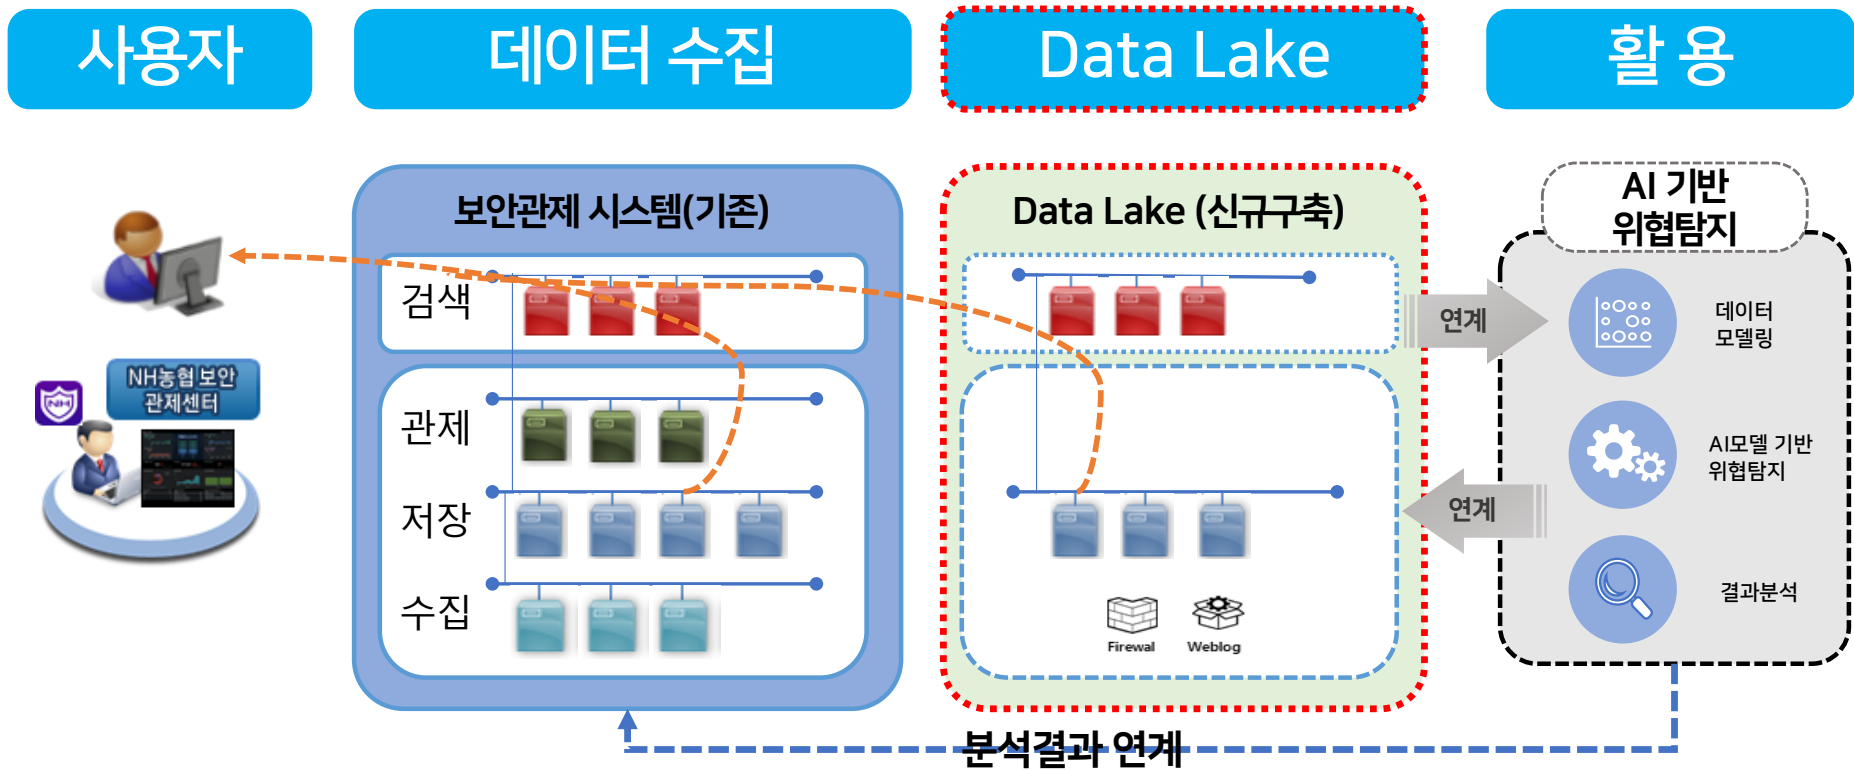 사용자
데이터 수집
Data Lake
활 용
보안관제 시스템(기존)
검색
관제
저장
수집
Data Lake (신규구축)
Firewal
Weblog
연계
연계
AI 기반
위협탐지
데이터
모델링
AI모델 기반
위협탐지
결과분석
NH농협 보안
관제센터
NH
분석결과 연계